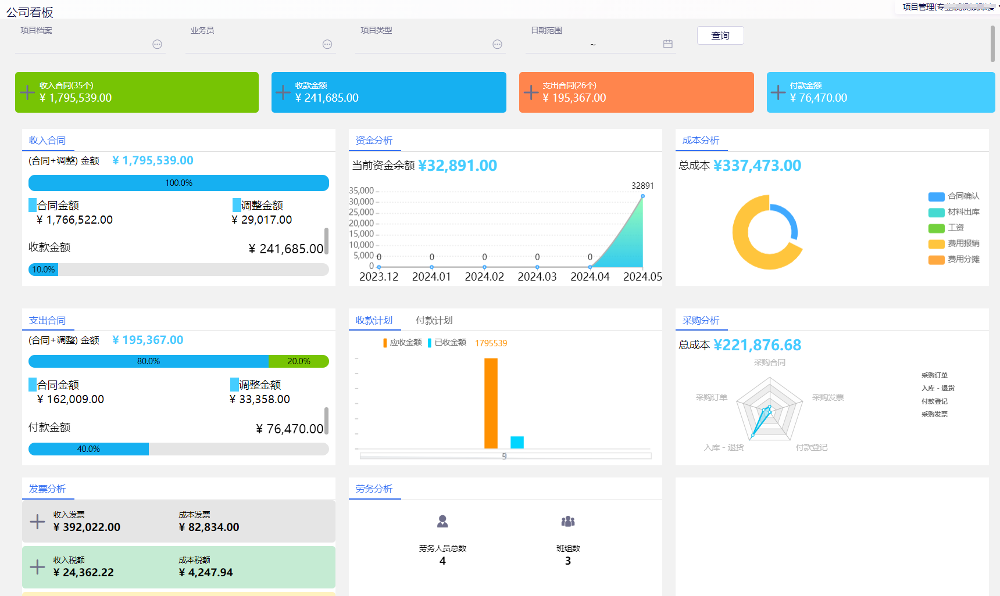 公司看板
项目管理(专业版)测试账套
项目档案
业务员
项目类型
日期范围
~
查询
收入合同(35个)
¥ 1,795,539.00
收款金额
¥ 241,685.00
支出合同(26个)
¥ 195,367.00
付款金额
¥ 76,470.00
收入合同
(合同+调整) 金额 ¥ 1,795,539.00
100.0%
合同金额
¥ 1,766,522.00
调整金额
¥ 29,017.00
收款金额 ¥ 241,685.00
10.0%
资金分析
当前资金余额 ¥32,891.00
32891
35,000
30,000
25,000
20,000
15,000
10,000
5,000
0
0 0 0 0 0
2023.12 2024.01 2024.02 2024.03 2024.04 2024.05
成本分析
总成本 ¥337,473.00
合同确认
材料出库
工资
费用报销
费用分摊
支出合同
(合同+调整) 金额 ¥ 195,367.00
80.0% 20.0%
合同金额
¥ 162,009.00
调整金额
¥ 33,358.00
付款金额 ¥ 76,470.00
40.0%
收款计划 付款计划
应收金额 已收金额 1795539
5
采购分析
总成本 ¥221,876.68
采购合同
采购订单
采购发票
入库 - 退货
付款登记
采购订单
入库 - 退货
付款登记
采购发票
发票分析
收入发票
¥ 392,022.00
成本发票
¥ 82,834.00
收入税额
¥ 24,362.22
成本税额
¥ 4,247.94
劳务分析
劳务人员总数
4
班组数
3